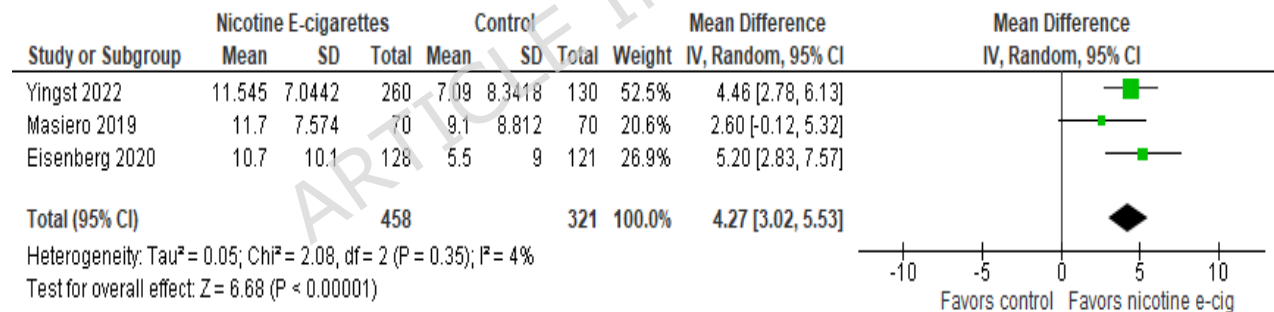 Nicotine E-cigarettes Control Mean Difference Mean Difference
Study or Subgroup Mean SD Total Mean SD Total Weight IV, Random, 95% CI IV, Random, 95% CI
Yingst 2022 11.545 7.0442 260 7.09 8.3418 130 52.5% 4.46 [2.78, 6.13]
Masiero 2019 11.7 7.574 70 9.1 8.812 70 20.6% 2.60 [-0.12, 5.32]
Eisenberg 2020 10.7 10.1 128 5.5 9 121 26.9% 5.20 [2.83, 7.57]
Total (95% CI) 458 321 100.0% 4.27 [3.02, 5.53]
Heterogeneity: Tau² = 0.05; Chi² = 2.08, df = 2 (P = 0.35); I² = 4%
Test for overall effect: Z = 6.68 (P < 0.00001)
-10 -5 0 5 10
Favors control Favors nicotine e-cig
ARTICLE